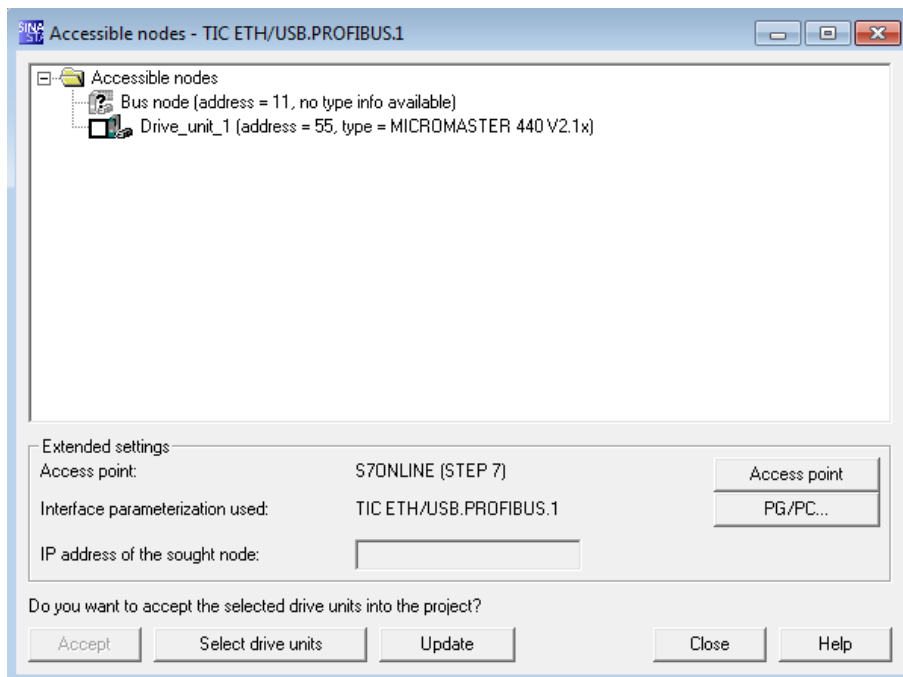 SINA
STA
Accessible nodes - TIC ETH/USB.PROFIBUS.1
Accessible nodes
Bus node (address = 11, no type info available)
Drive_unit_1 (address = 55, type = MICROMASTER 440 V2.1x)
Extended settings
Access point: S7ONLINE (STEP 7) Access point
Interface parameterization used: TIC ETH/USB.PROFIBUS.1 PG/PC...
IP address of the sought node:
Do you want to accept the selected drive units into the project?
Accept Select drive units Update Close Help